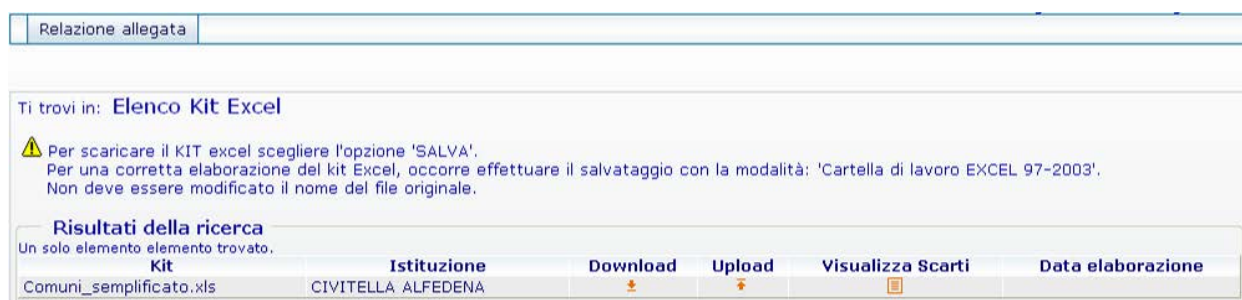 Relazione allegata
Ti trovi in: Elenco Kit Excel
Per scaricare il KIT excel scegliere l'opzione 'SALVA'.
Per una corretta elaborazione del kit Excel, occorre effettuare il salvataggio con la modalità: 'Cartella di lavoro EXCEL 97-2003'.
Non deve essere modificato il nome del file originale.
Risultati della ricerca
Un solo elemento elemento trovato.
Kit Istituzione Download Upload Visualizza Scarti Data elaborazione
Comuni_semplificato.xls CIVITELLA ALFEDENA